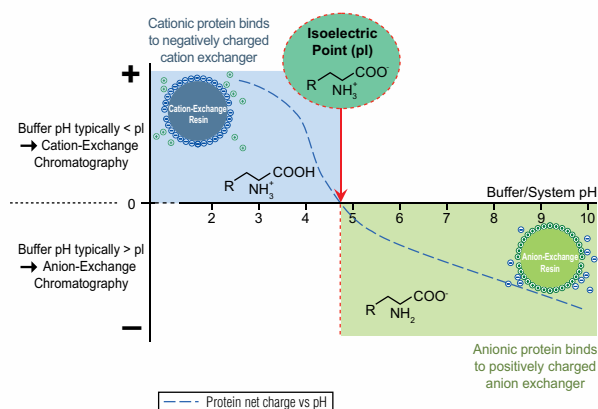 Cationic protein binds
to negatively charged
cation exchanger
Isoelectric
Point (pI)
R
COO-
NH3+
+
Cation-Exchange
Resin
Buffer pH typically < pI
➔ Cation-Exchange
Chromatography
R
COOH
NH3+
Buffer/System pH
0
2 3 4 5 6 7 8 9 10
Buffer pH typically > pI
➔ Anion-Exchange
Chromatography
Anion-Exchange
Resin
R
COO-
NH2
−
Anionic protein binds
to positively charged
anion exchanger
Protein net charge vs pH